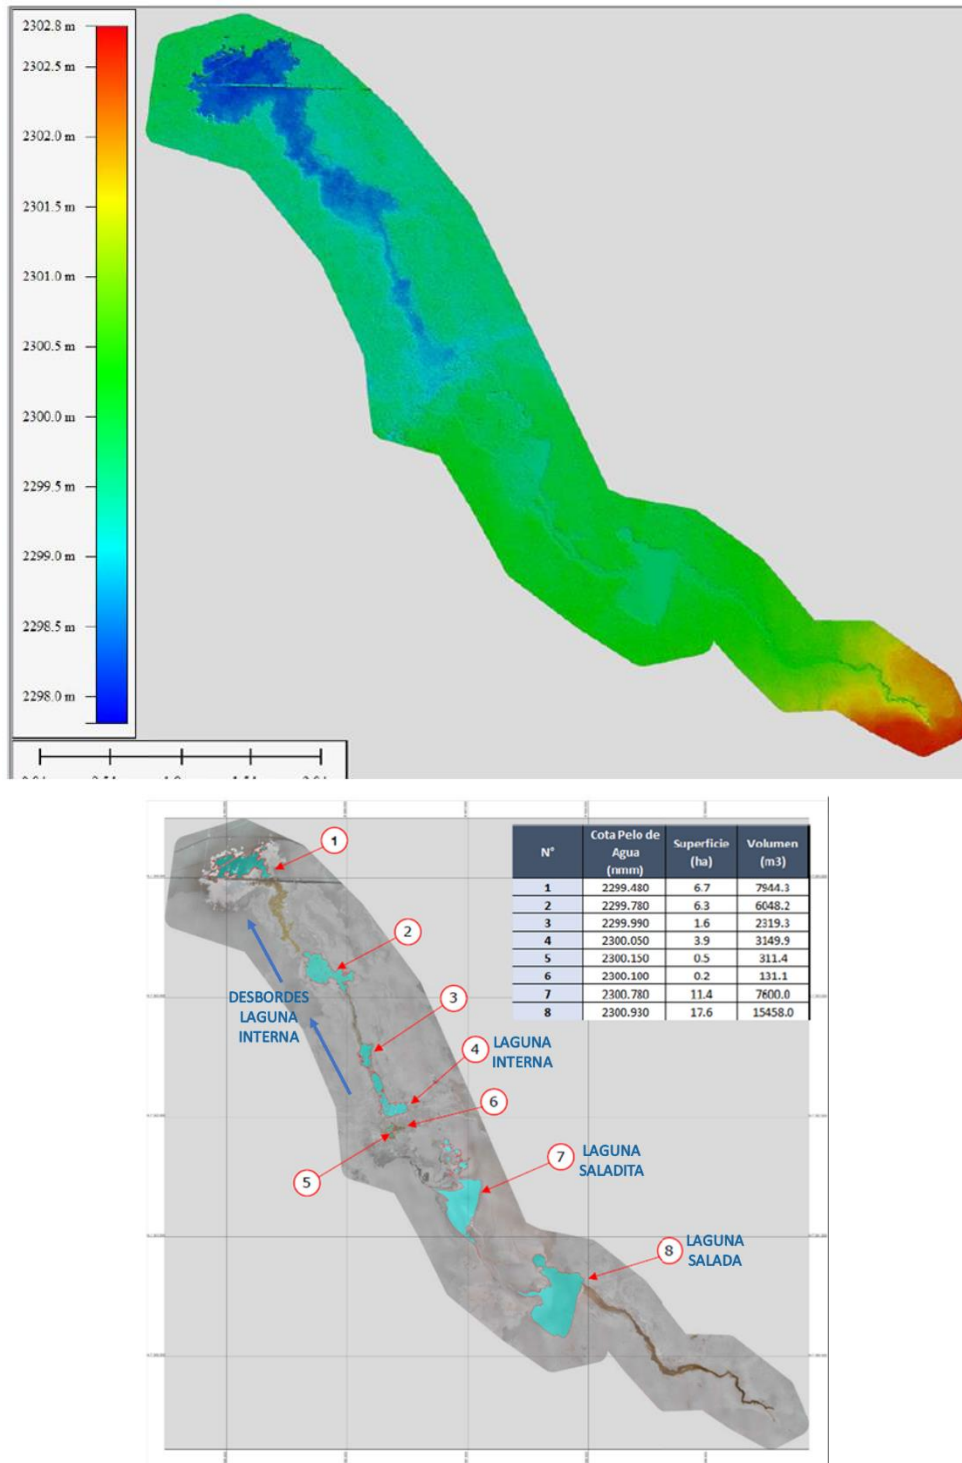 2302.8 m
2302.5 m
2302.0 m
2301.5 m
2301.0 m
2300.5 m
2300.0 m
2299.5 m
2299.0 m
2298.5 m
2298.0 m
N° Cota Pelo de Agua (nmm) Superficie (ha) Volumen (m3)
1 2299.480 6.7 7944.3
2 2299.780 6.3 6048.2
3 2299.990 1.6 2319.3
4 2300.050 3.9 3149.9
5 2300.150 0.5 311.4
6 2300.100 0.2 131.1
7 2300.780 11.4 7600.0
8 2300.930 17.6 15458.0
1
2
DESBORDES
LAGUNA
INTERNA
3
4
LAGUNA
INTERNA
6
5
7
LAGUNA
SALADITA
8
LAGUNA
SALADA